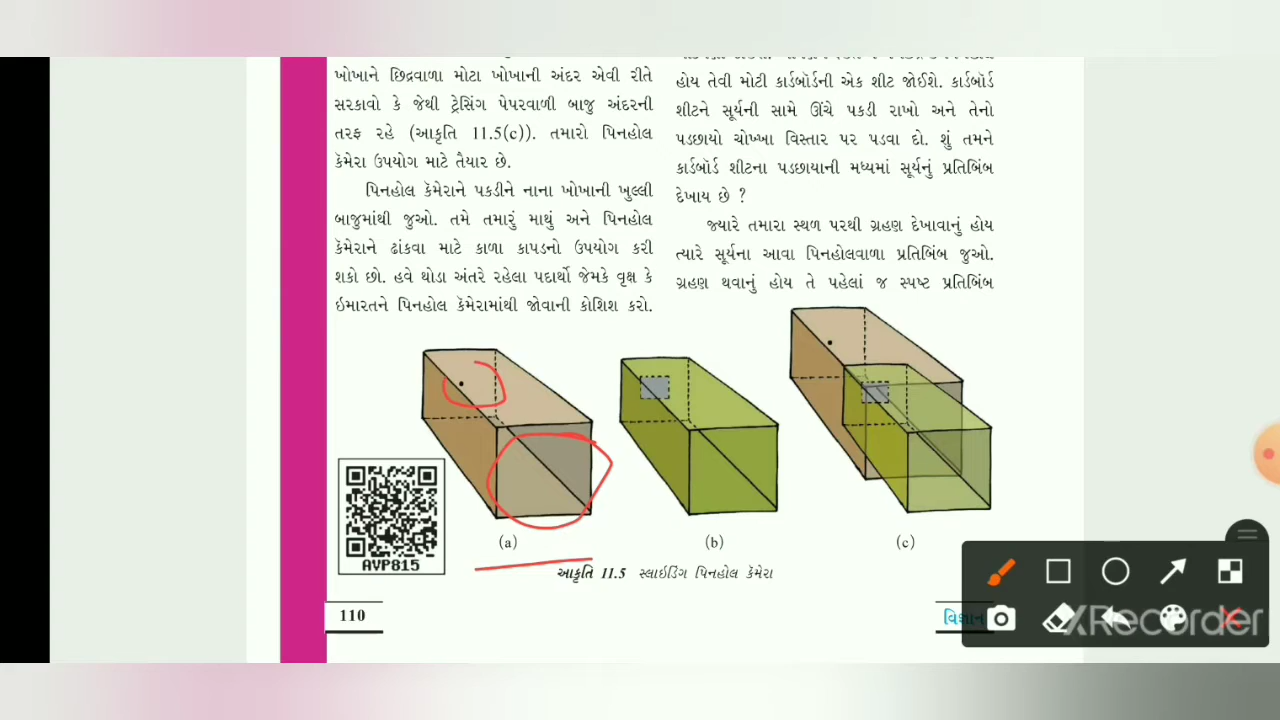 ખોખાને છિદ્રવાળા મોટા ખોખાની અંદર એવી રીતે
સરકાવો કે જેથી ટ્રેસિંગ પેપરવાળી બાજુ અંદરની
તરફ રહે (આકૃતિ 11.5(c)). તમારો પિનહોલ
કૅમેરા ઉપયોગ માટે તૈયાર છે.
પિનહોલ કૅમેરાને પકડીને નાના ખોખાની ખુલ્લી
બાજુમાંથી જુઓ. તમે તમારું માથું અને પિનહોલ
કૅમેરાને ઢાંકવા માટે કાળા કાપડનો ઉપયોગ કરી
શકો છો. હવે થોડા અંતરે રહેલા પદાર્થો જેમકે વૃક્ષ કે
ઇમારતને પિનહોલ કૅમેરામાંથી જોવાની કોશિશ કરો.
હોય તેવી મોટી કાર્ડબૉર્ડની એક શીટ જોઈશે. કાર્ડબૉર્ડ
શીટને સૂર્યની સામે ઊંચે પકડી રાખો અને તેનો
પડછાયો ચોખ્ખા વિસ્તાર પર પડવા દો. શું તમને
કાર્ડબૉર્ડ શીટના પડછાયાની મધ્યમાં સૂર્યનું પ્રતિબિંબ
દેખાય છે ?
જ્યારે તમારા સ્થળ પરથી ગ્રહણ દેખાવાનું હોય
ત્યારે સૂર્યના આવા પિનહોલવાળા પ્રતિબિંબ જુઓ.
ગ્રહણ થવાનું હોય તે પહેલાં જ સ્પષ્ટ પ્રતિબિંબ
AVP815
(a)
(b)
(c)
આકૃતિ 11.5 સ્લાઇડિંગ પિનહોલ કૅમેરા
110
વિજ્ઞાન
XRecorder